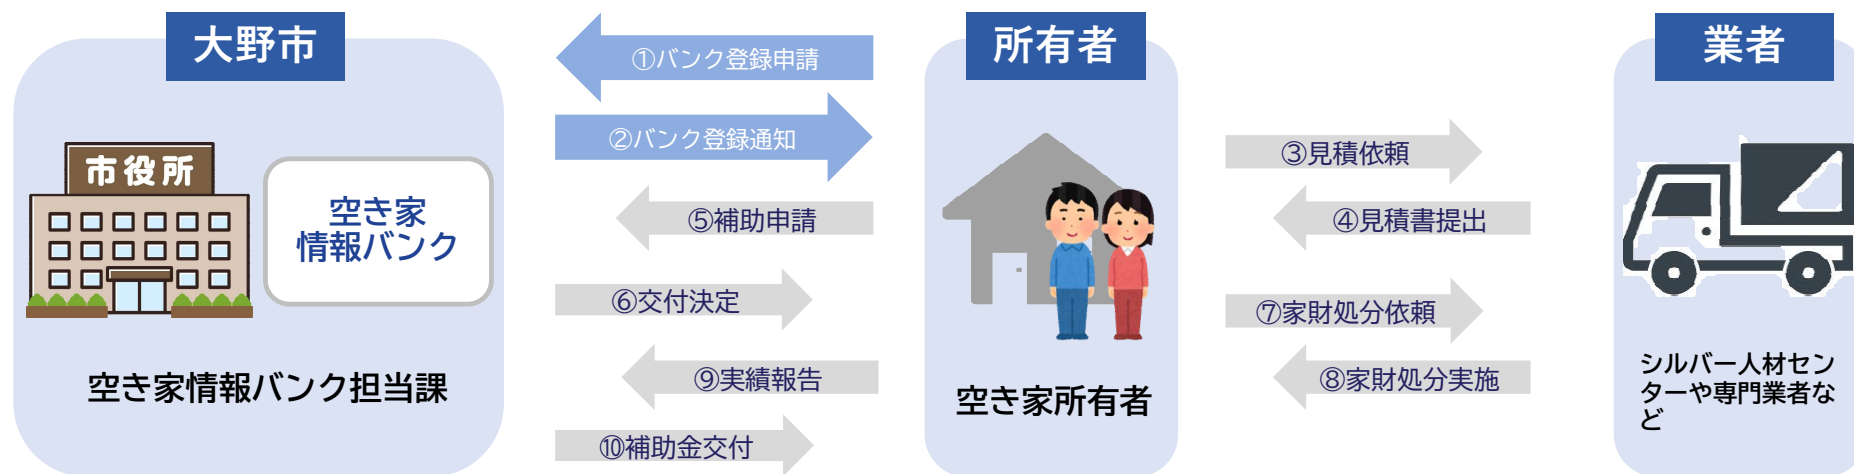 大野市
市役所
空き家
情報バンク
空き家情報バンク担当課
①バンク登録申請
②バンク登録通知
⑤補助申請
⑥交付決定
⑨実績報告
⑩補助金交付
所有者
空き家所有者
③見積依頼
④見積書提出
⑦家財処分依頼
⑧家財処分実施
業者
シルバー人材セン
ターや専門業者な
ど